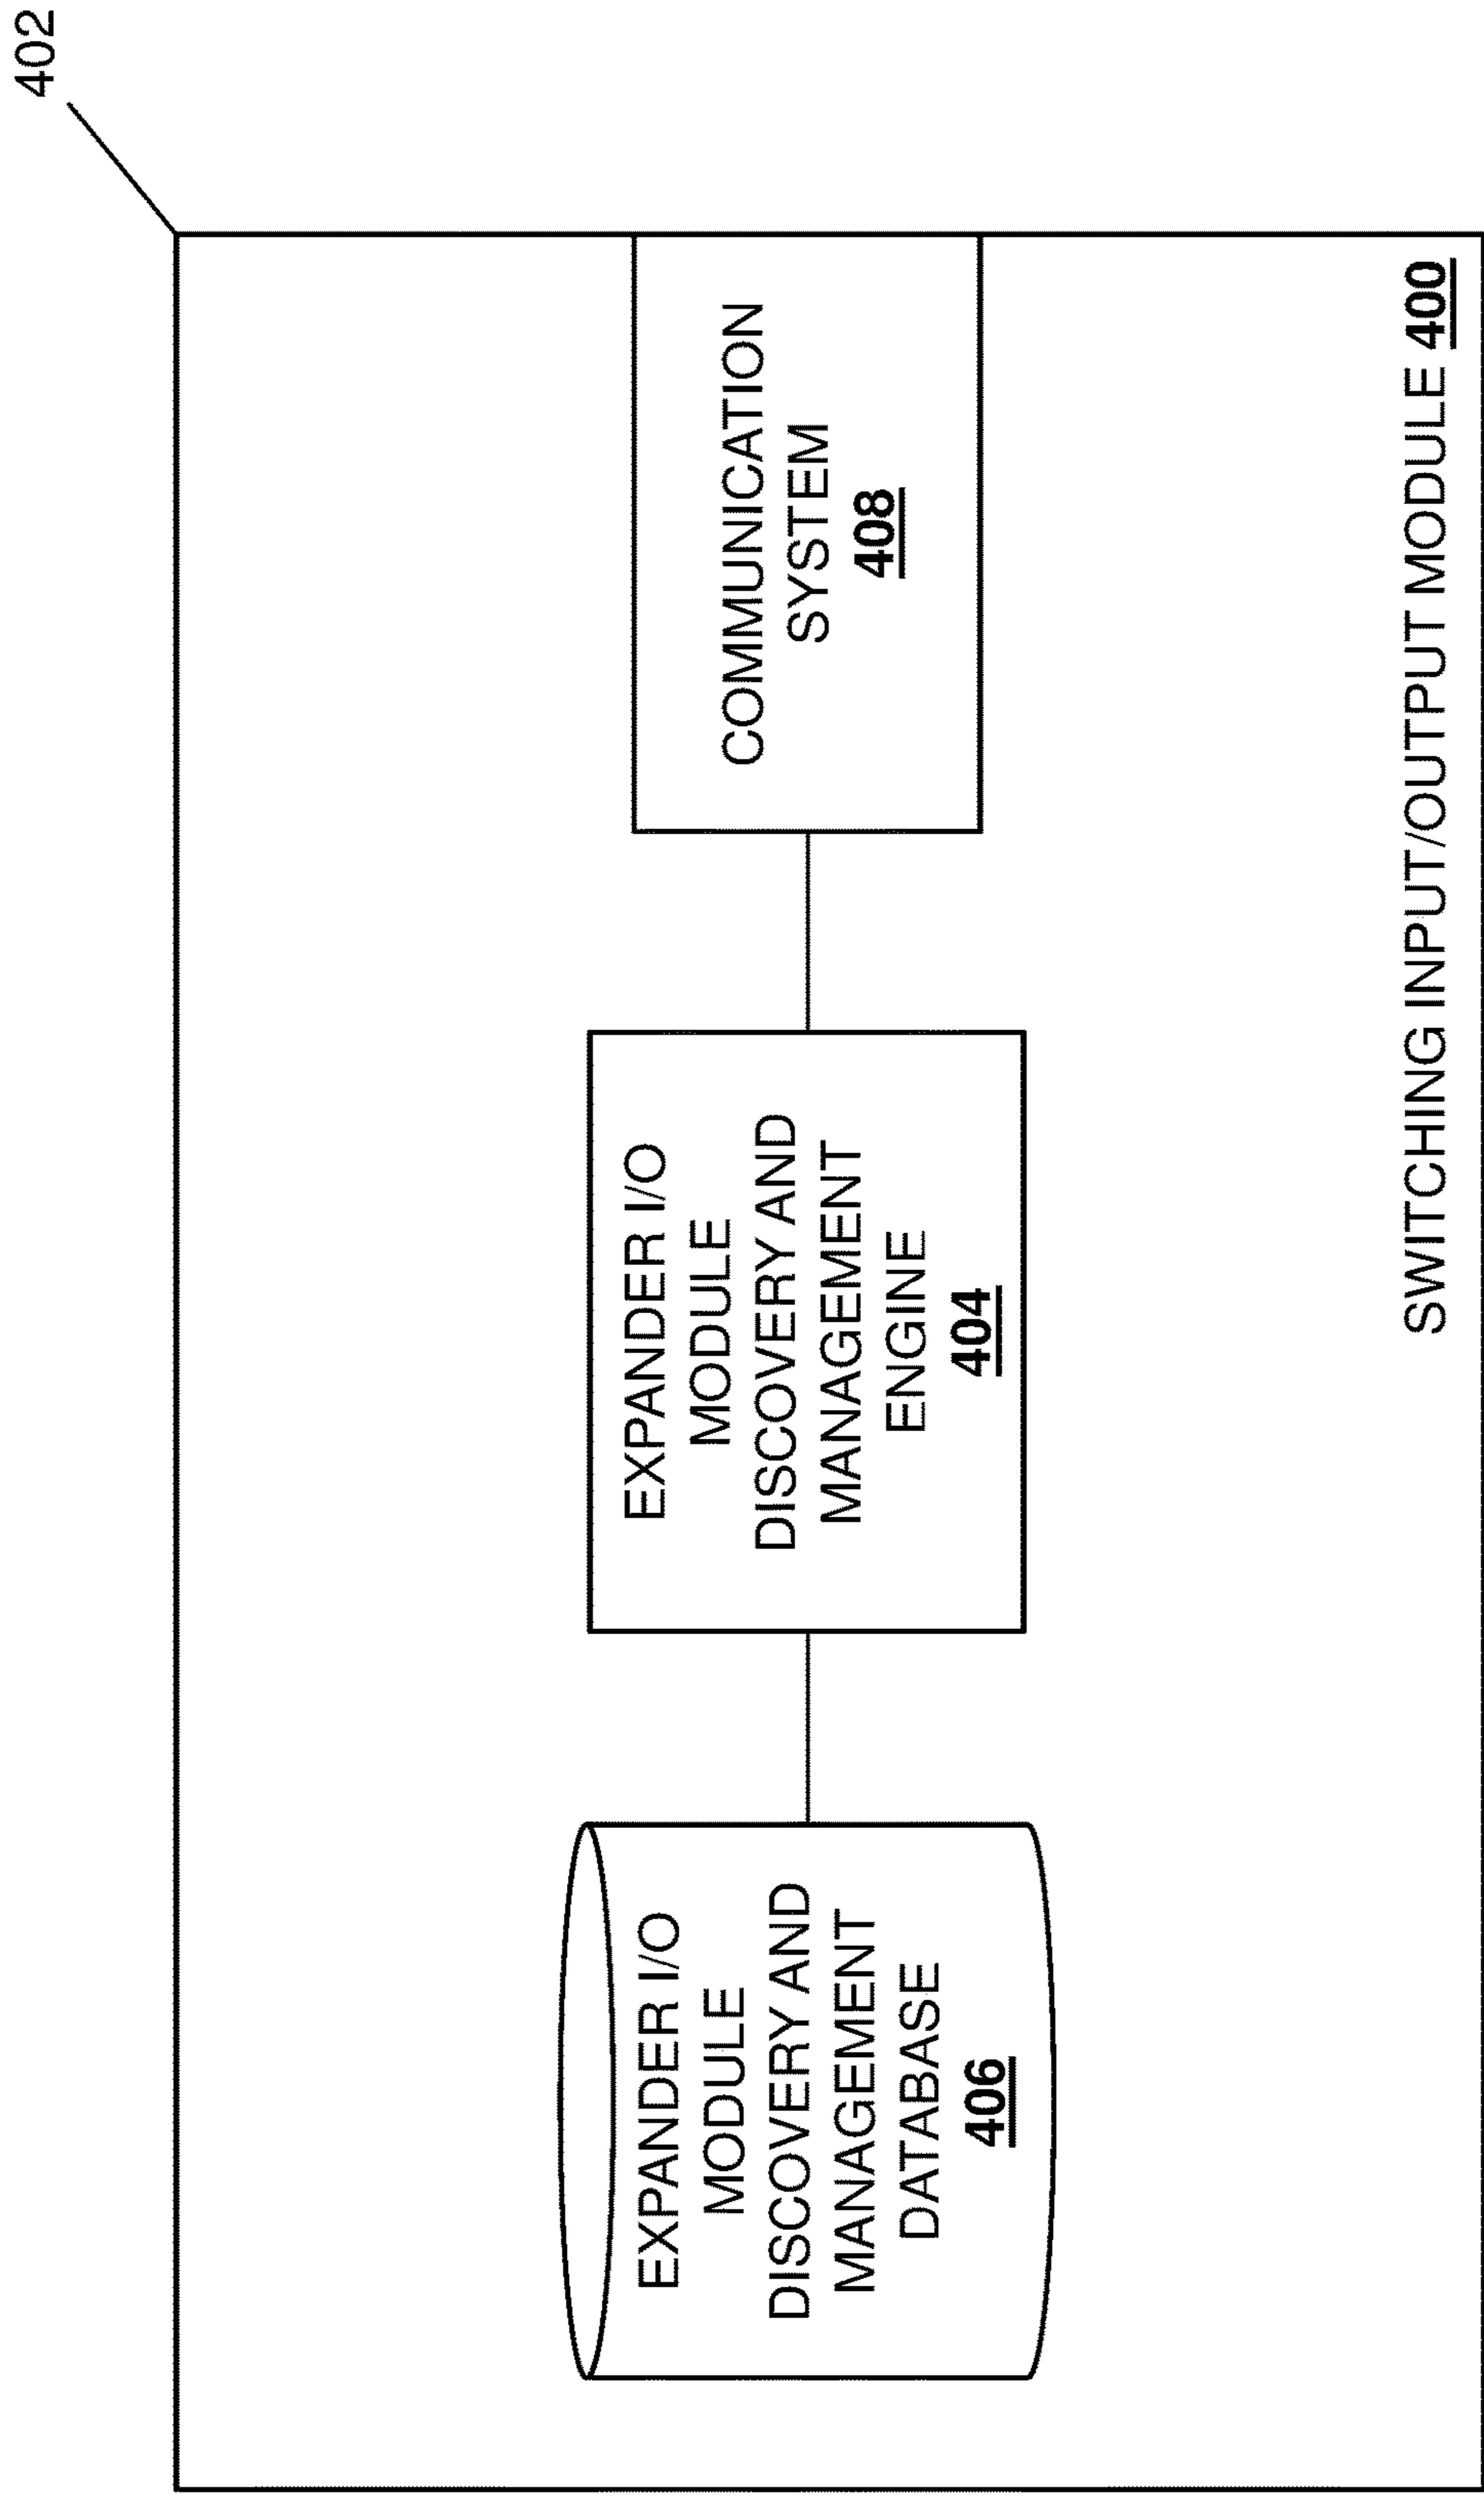 402
EXPANDER I/O
MODULE
DISCOVERY AND
MANAGEMENT
DATABASE
406
EXPANDER I/O
MODULE
DISCOVERY AND
MANAGEMENT
ENGINE
404
COMMUNICATION
SYSTEM
408
SWITCHING INPUT/OUTPUT MODULE 400